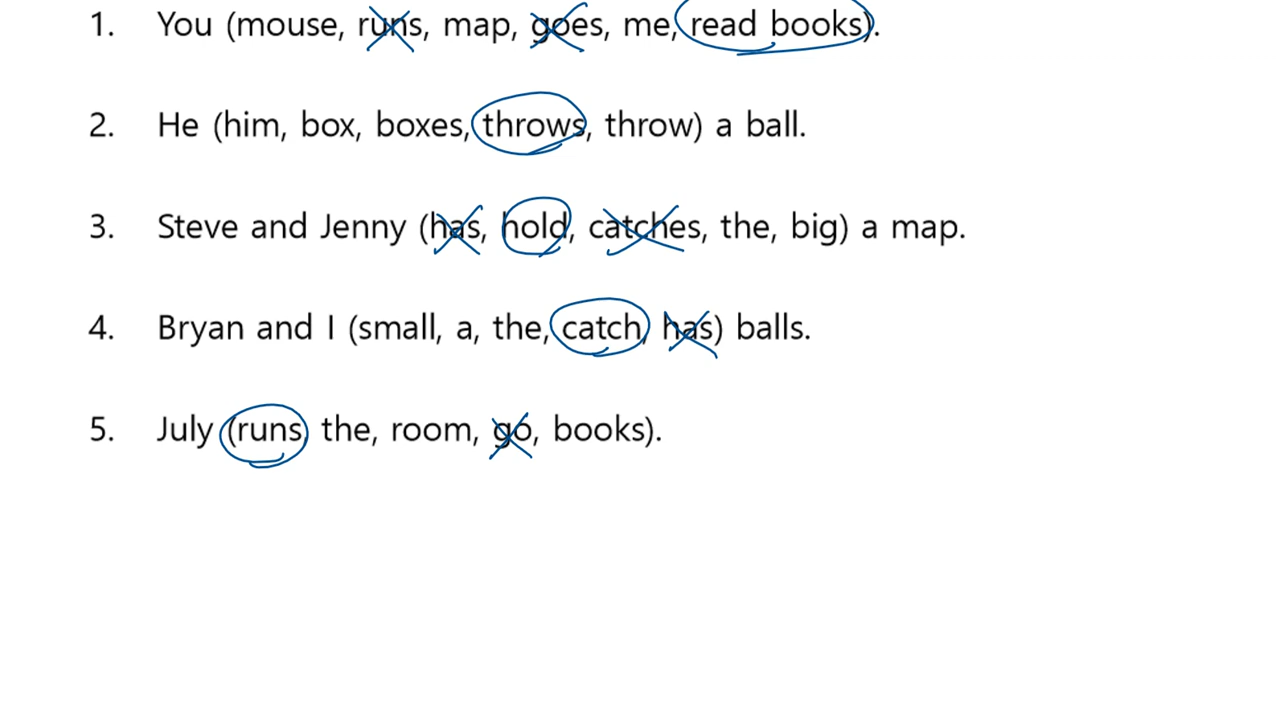 1. You (mouse, runs, map, goes, me, read books).
2. He (him, box, boxes, throws, throw) a ball.
3. Steve and Jenny (has, hold, catches, the, big) a map.
4. Bryan and I (small, a, the, catch, has) balls.
5. July (runs, the, room, go, books).